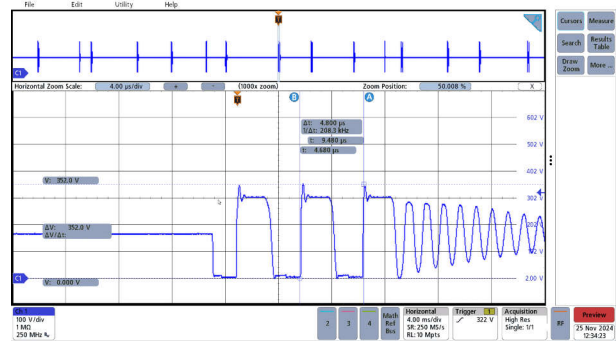 File Edit Utility Help
T
C1
Horizontal Zoom Scale: 4.00 µs/div + - (1000x zoom) Zoom Position: 50.008 % X
T
B A
Δt: 4.800 µs
1/Δt: 208.3 kHz
t: 9.480 µs
t: 4.680 µs
602 V
502 V
402 V
302 V
202 V
102 V
2.00 V
V: 352.0 V
ΔV: 352.0 V
ΔV/Δt:
C1
V: 0.000 V
Cursors Measure
Search Results Table
Draw Zoom More ...
Ch 1
100 V/div
1 MΩ
250 MHz
2 3 4
Math
Ref
Bus
Horizontal
4.00 ms/div
SR: 250 MS/s
RL: 10 Mpts
Trigger 1
322 V
Acquisition
High Res
Single: 1/1
RF
Preview
25 Nov 2024
12:34:23